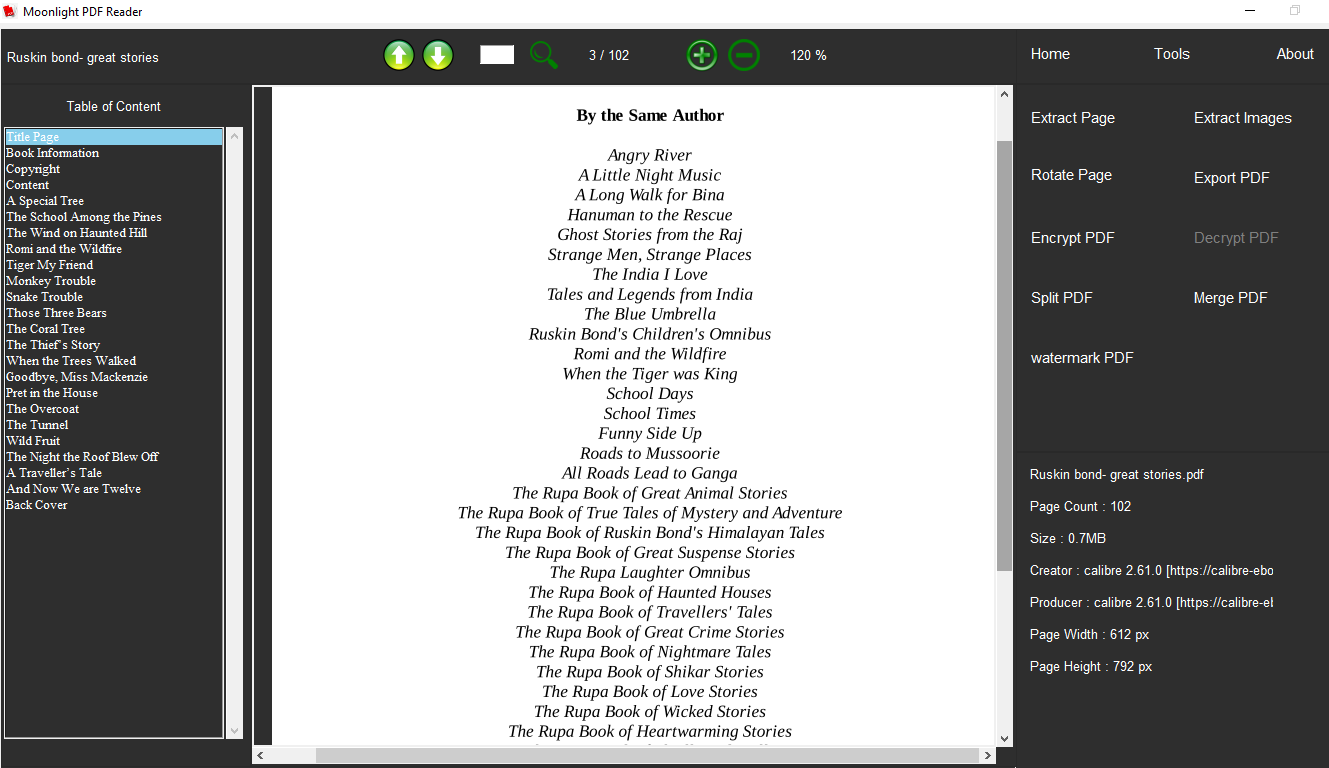 Moonlight PDF Reader
Ruskin bond- great stories
3 / 102
120 %
Home
Tools
About
Table of Content
Title Page
Book Information
Copyright
Content
A Special Tree
The School Among the Pines
The Wind on Haunted Hill
Romi and the Wildfire
Tiger My Friend
Monkey Trouble
Snake Trouble
Those Three Bears
The Coral Tree
The Thief's Story
When the Trees Walked
Goodbye, Miss Mackenzie
Pret in the House
The Overcoat
The Tunnel
Wild Fruit
The Night the Roof Blew Off
A Traveller's Tale
And Now We are Twelve
Back Cover
By the Same Author
Angry River
A Little Night Music
A Long Walk for Bina
Hanuman to the Rescue
Ghost Stories from the Raj
Strange Men, Strange Places
The India I Love
Tales and Legends from India
The Blue Umbrella
Ruskin Bond's Children's Omnibus
Romi and the Wildfire
When the Tiger was King
School Days
School Times
Funny Side Up
Roads to Mussoorie
All Roads Lead to Ganga
The Rupa Book of Great Animal Stories
The Rupa Book of True Tales of Mystery and Adventure
The Rupa Book of Ruskin Bond's Himalayan Tales
The Rupa Book of Great Suspense Stories
The Rupa Laughter Omnibus
The Rupa Book of Haunted Houses
The Rupa Book of Travellers' Tales
The Rupa Book of Great Crime Stories
The Rupa Book of Nightmare Tales
The Rupa Book of Shikar Stories
The Rupa Book of Love Stories
The Rupa Book of Wicked Stories
The Rupa Book of Heartwarming Stories
Extract Page
Extract Images
Rotate Page
Export PDF
Encrypt PDF
Decrypt PDF
Split PDF
Merge PDF
watermark PDF
Ruskin bond- great stories.pdf
Page Count : 102
Size : 0.7MB
Creator : calibre 2.61.0 [https://calibre-ebo
Producer : calibre 2.61.0 [https://calibre-el
Page Width : 612 px
Page Height : 792 px